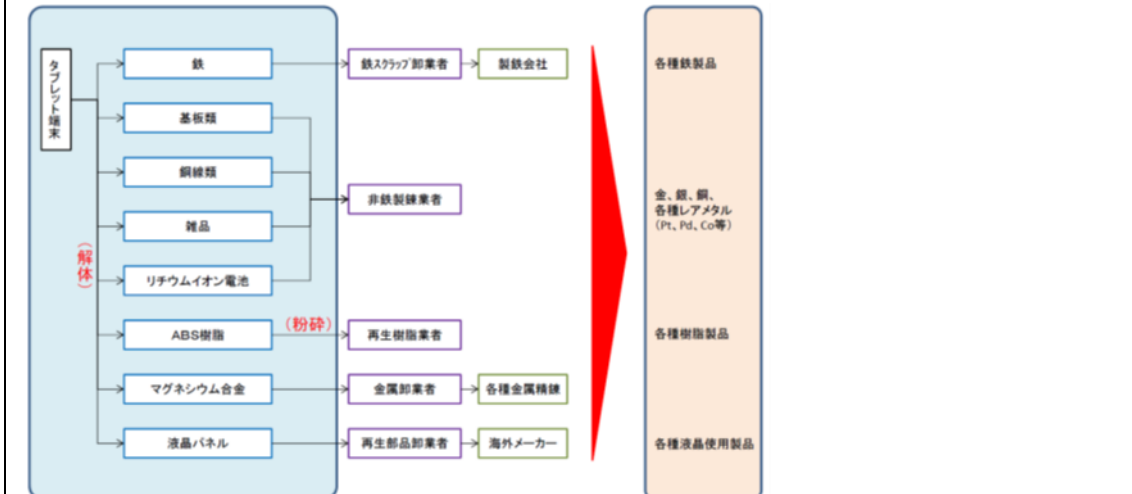 タブレット端末
鉄
鉄スクラップ卸業者
製鉄会社
各種鉄製品
基板類
銅線類
非鉄製錬業者
金、銀、銅、
各種レアメタル
（Pt、Pd、Co等）
雑品
（解体）
リチウムイオン電池
ABS樹脂
（粉砕）
再生樹脂業者
各種樹脂製品
マグネシウム合金
金属卸業者
各種金属精錬
液晶パネル
再生部品卸業者
海外メーカー
各種液晶使用製品